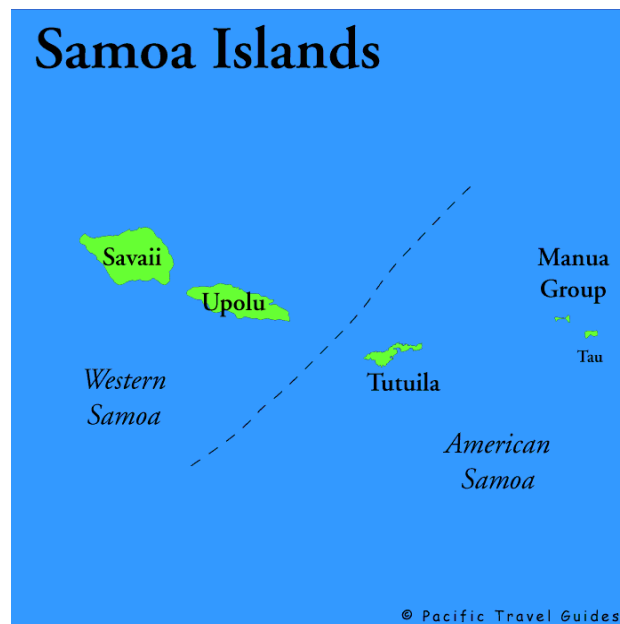 Samoa Islands
Savaii
Upolu
Manua
Group
Tau
Tutuila
Western
Samoa
American
Samoa
© Pacific Travel Guides